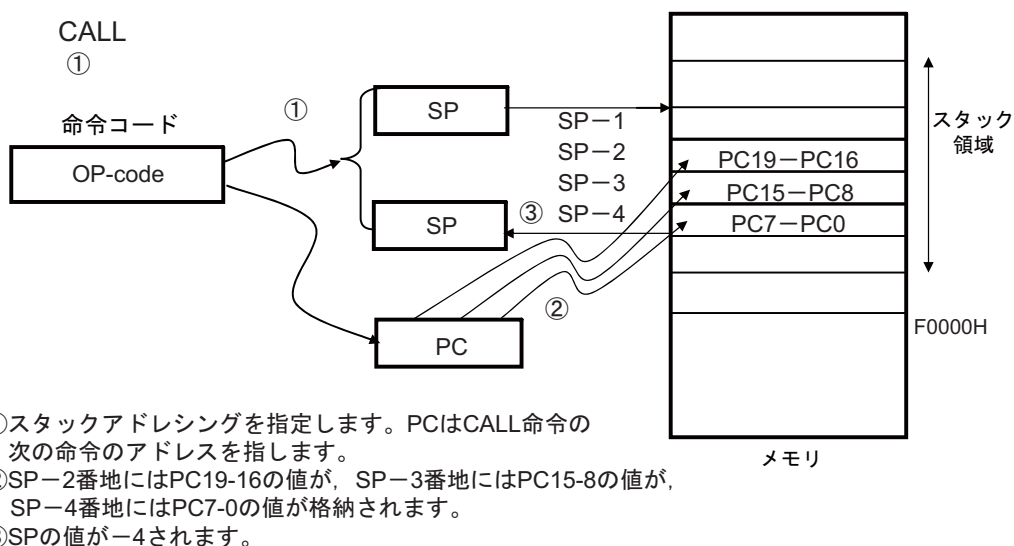 CALL
①
①
命令コード
OP-code
SP
SP
PC
SP－1
SP－2
SP－3
SP－4
③
②
PC19－PC16
PC15－PC8
PC7－PC0
スタック
領域
F0000H
メモリ
①スタックアドレシングを指定します。PCはCALL命令の
次の命令のアドレスを指します。
②SP－2番地にはPC19-16の値が，SP－3番地にはPC15-8の値が，
SP－4番地にはPC7-0の値が格納されます。
③SPの値が－4されます。